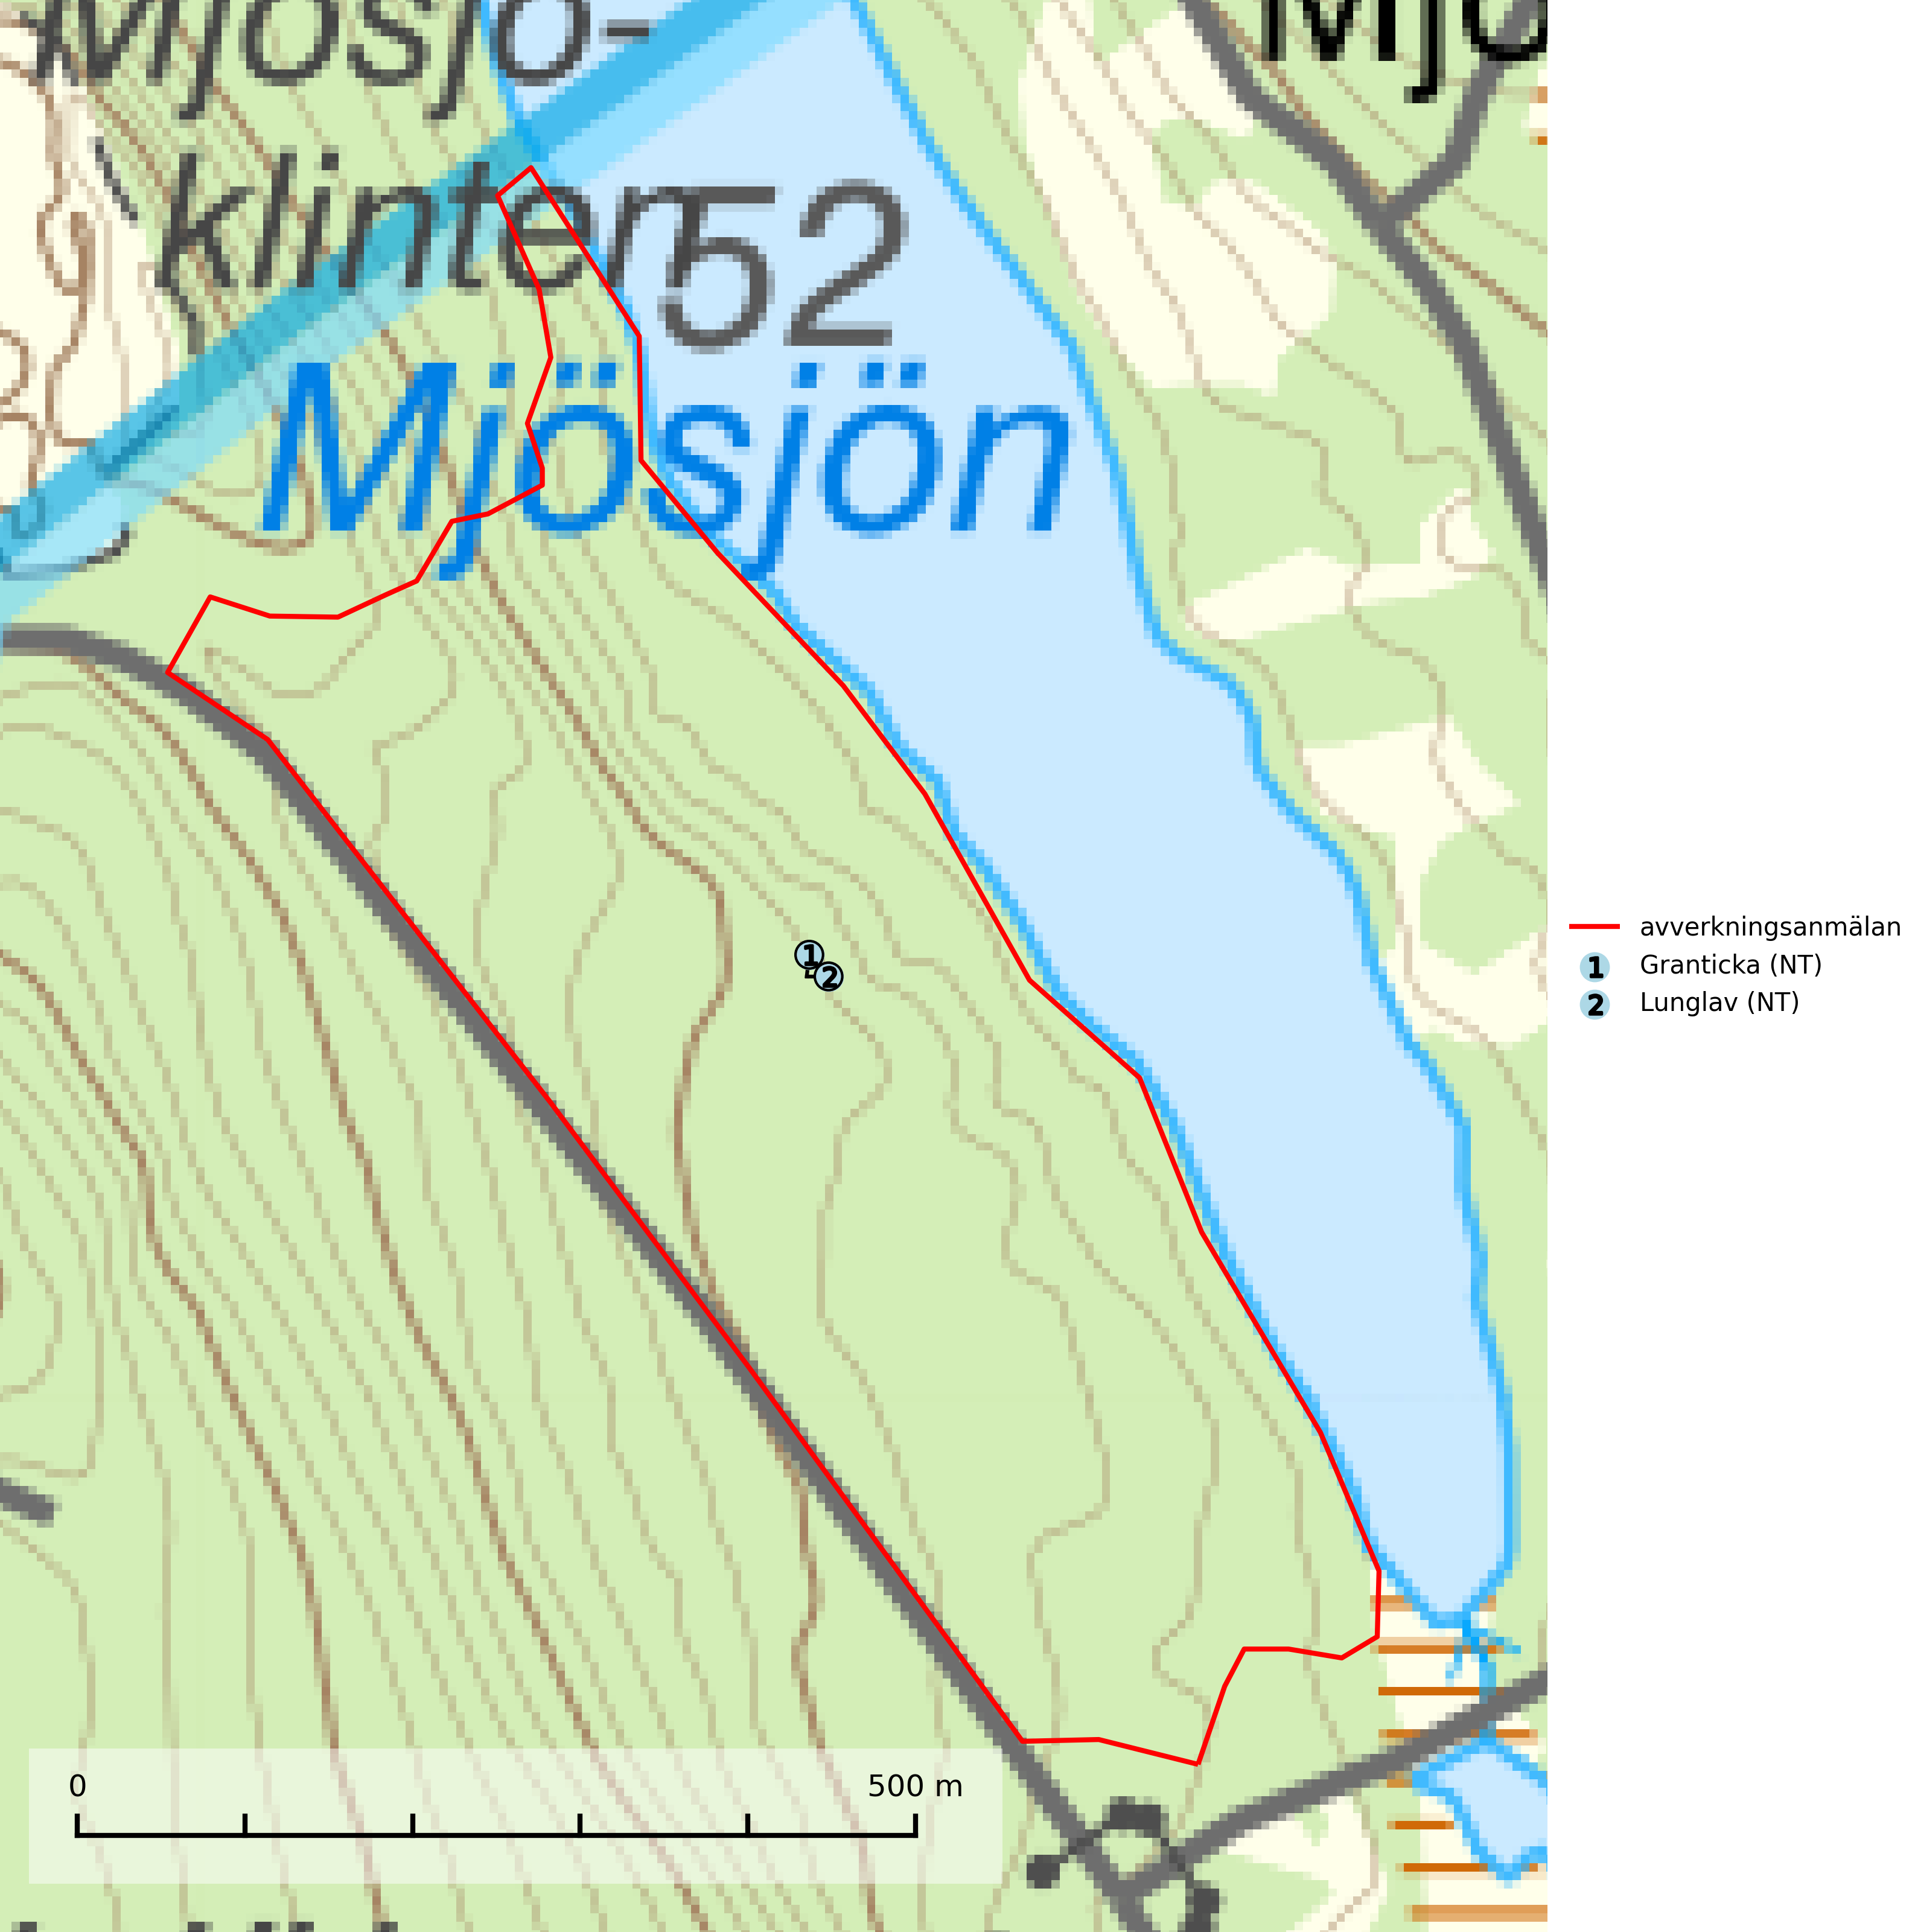 Mjösjö-
klinten
52
Mjösjön
avverkningsanmälan
1 Granticka (NT)
2 Lunglav (NT)
1
2
0 500 m